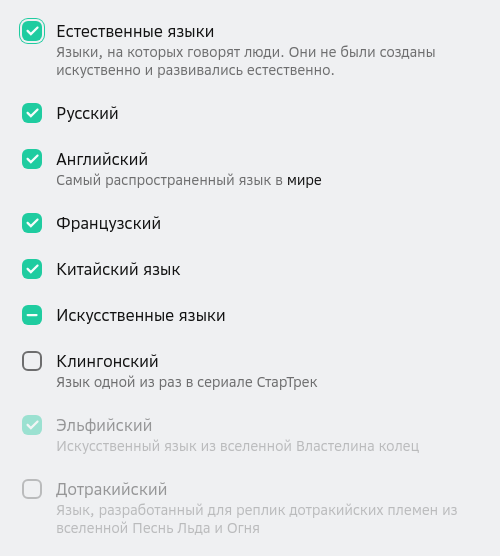 Естественные языки
Языки, на которых говорят люди. Они не были созданы
искуственно и развивались естественно.
Русский
Английский
Самый распространенный язык в мире
Французский
Китайский язык
Искусственные языки
Клингонский
Язык одной из раз в сериале СтарТрек
Эльфийский
Искусственный язык из вселенной Властелина колец
Дотракийский
Язык, разработанный для реплик дотракийских племен из
вселенной Песнь Льда и Огня